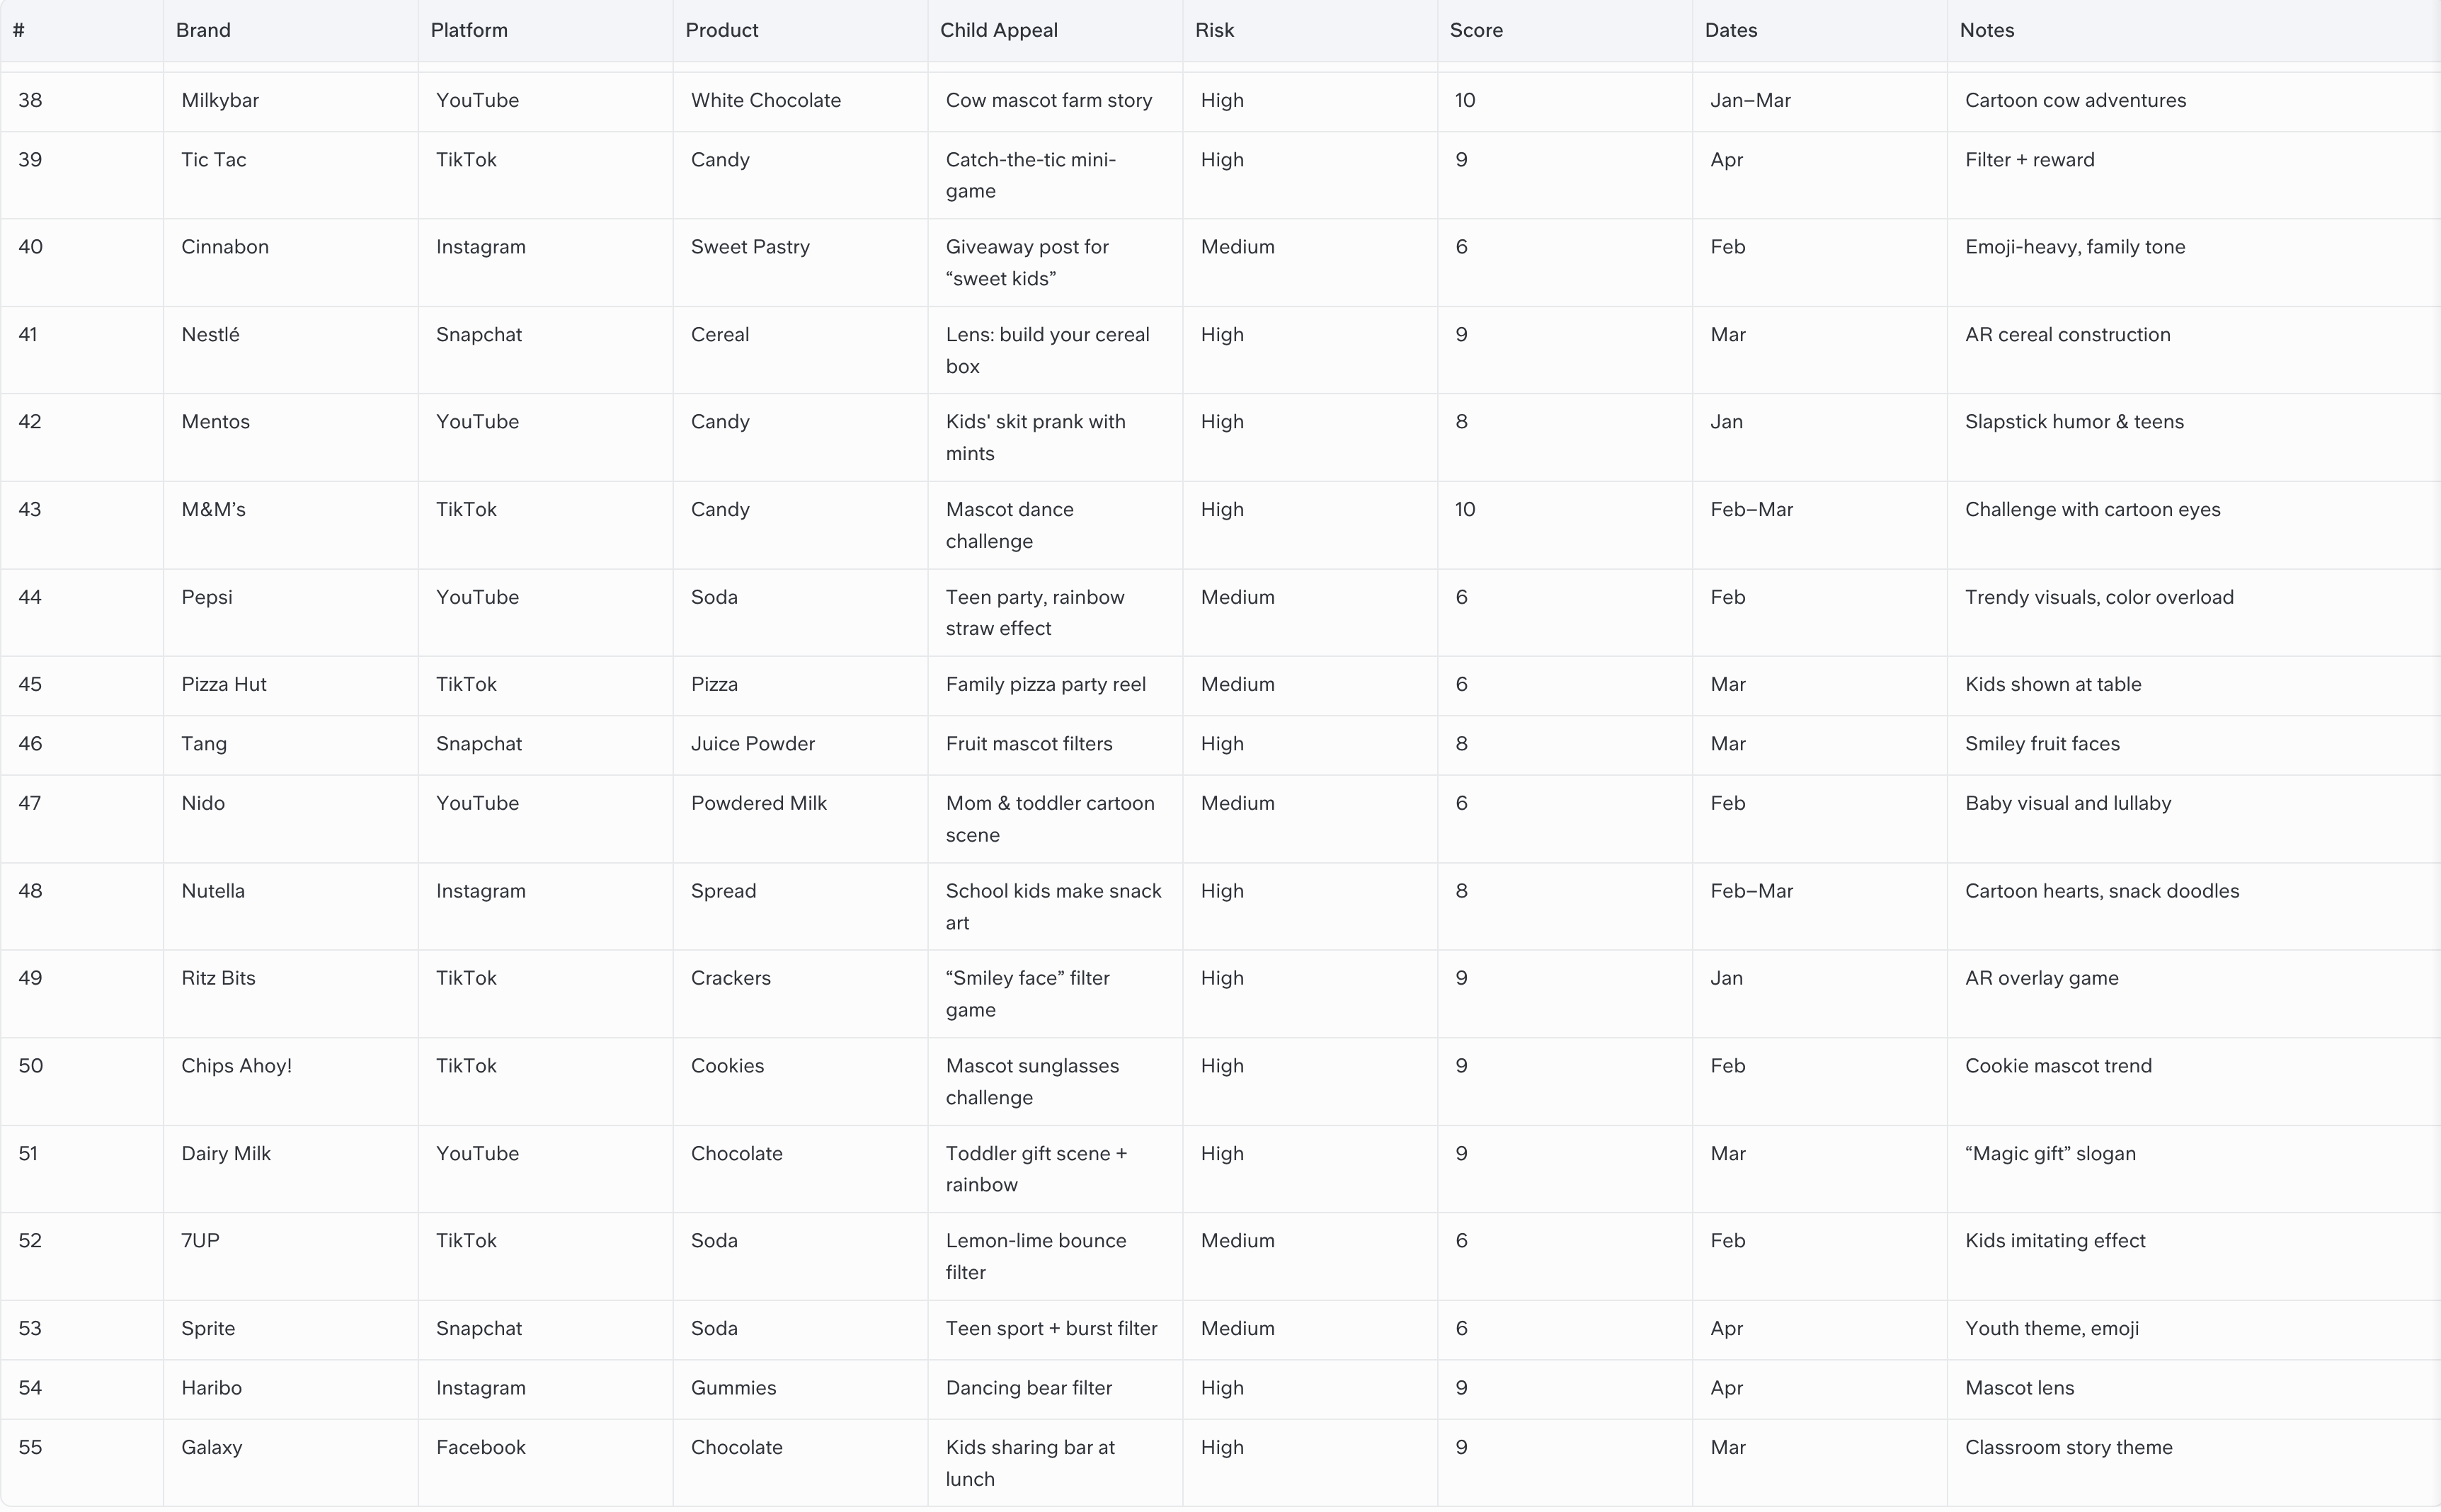 # Brand Platform Product Child Appeal Risk Score Dates Notes
38 Milkybar YouTube White Chocolate Cow mascot farm story High 10 Jan–Mar Cartoon cow adventures
39 Tic Tac TikTok Candy Catch-the-tic mini- High 9 Apr Filter + reward
game
40 Cinnabon Instagram Sweet Pastry Giveaway post for Medium 6 Feb Emoji-heavy, family tone
“sweet kids”
41 Nestlé Snapchat Cereal Lens: build your cereal High 9 Mar AR cereal construction
box
42 Mentos YouTube Candy Kids' skit prank with High 8 Jan Slapstick humor & teens
mints
43 M&M’s TikTok Candy Mascot dance High 10 Feb–Mar Challenge with cartoon eyes
challenge
44 Pepsi YouTube Soda Teen party, rainbow Medium 6 Feb Trendy visuals, color overload
straw effect
45 Pizza Hut TikTok Pizza Family pizza party reel Medium 6 Mar Kids shown at table
46 Tang Snapchat Juice Powder Fruit mascot filters High 8 Mar Smiley fruit faces
47 Nido YouTube Powdered Milk Mom & toddler cartoon Medium 6 Feb Baby visual and lullaby
scene
48 Nutella Instagram Spread School kids make snack High 8 Feb–Mar Cartoon hearts, snack doodles
art
49 Ritz Bits TikTok Crackers “Smiley face” filter High 9 Jan AR overlay game
game
50 Chips Ahoy! TikTok Cookies Mascot sunglasses High 9 Feb Cookie mascot trend
challenge
51 Dairy Milk YouTube Chocolate Toddler gift scene + High 9 Mar “Magic gift” slogan
rainbow
52 7UP TikTok Soda Lemon-lime bounce Medium 6 Feb Kids imitating effect
filter
53 Sprite Snapchat Soda Teen sport + burst filter Medium 6 Apr Youth theme, emoji
54 Haribo Instagram Gummies Dancing bear filter High 9 Apr Mascot lens
55 Galaxy Facebook Chocolate Kids sharing bar at High 9 Mar Classroom story theme
lunch